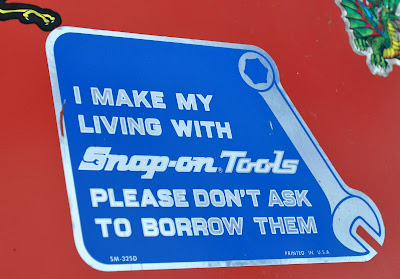 I MAKE MY
LIVING WITH
Snap-on® Tools
PLEASE DON'T ASK
TO BORROW THEM
SM-325D PRINTED IN U.S.A.